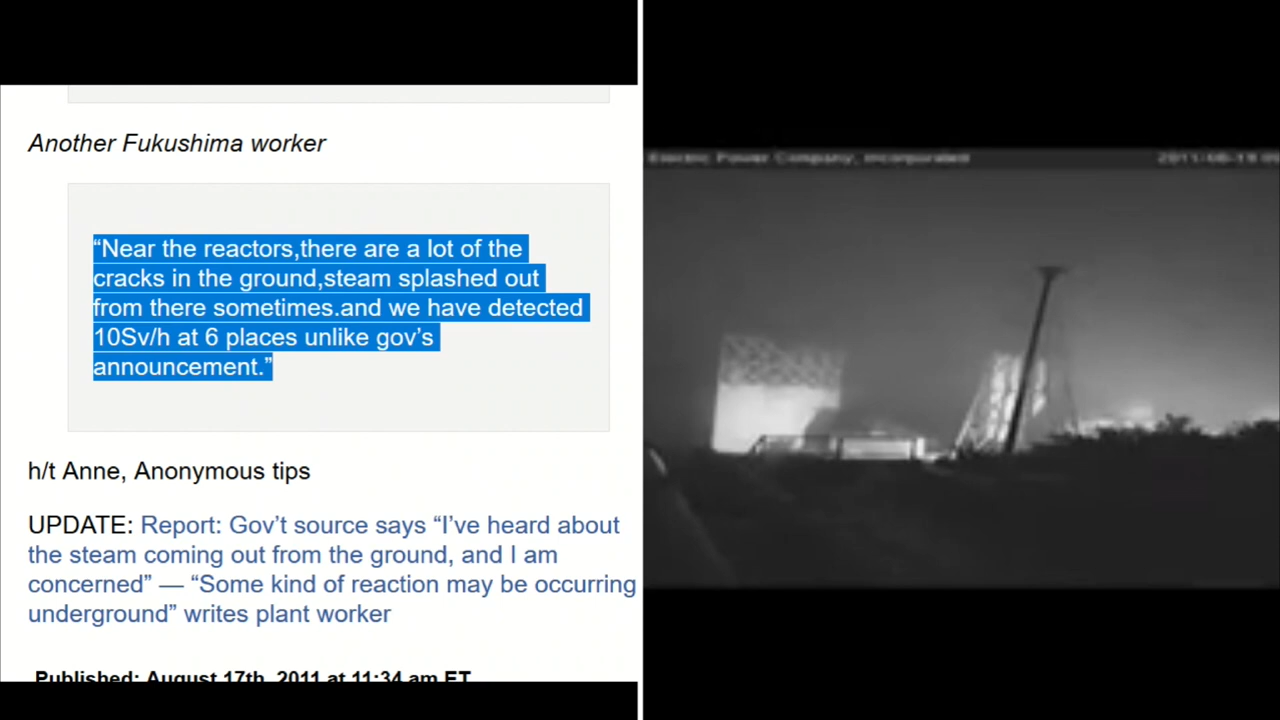 Another Fukushima worker
“Near the reactors,there are a lot of the
cracks in the ground,steam splashed out
from there sometimes.and we have detected
10Sv/h at 6 places unlike gov’s
announcement.”
h/t Anne, Anonymous tips
UPDATE: Report: Gov’t source says “I’ve heard about
the steam coming out from the ground, and I am
concerned” — “Some kind of reaction may be occurring
underground” writes plant worker
Published: August 17th, 2011 at 11:34 am ET
Electric Power Company, Incorporated